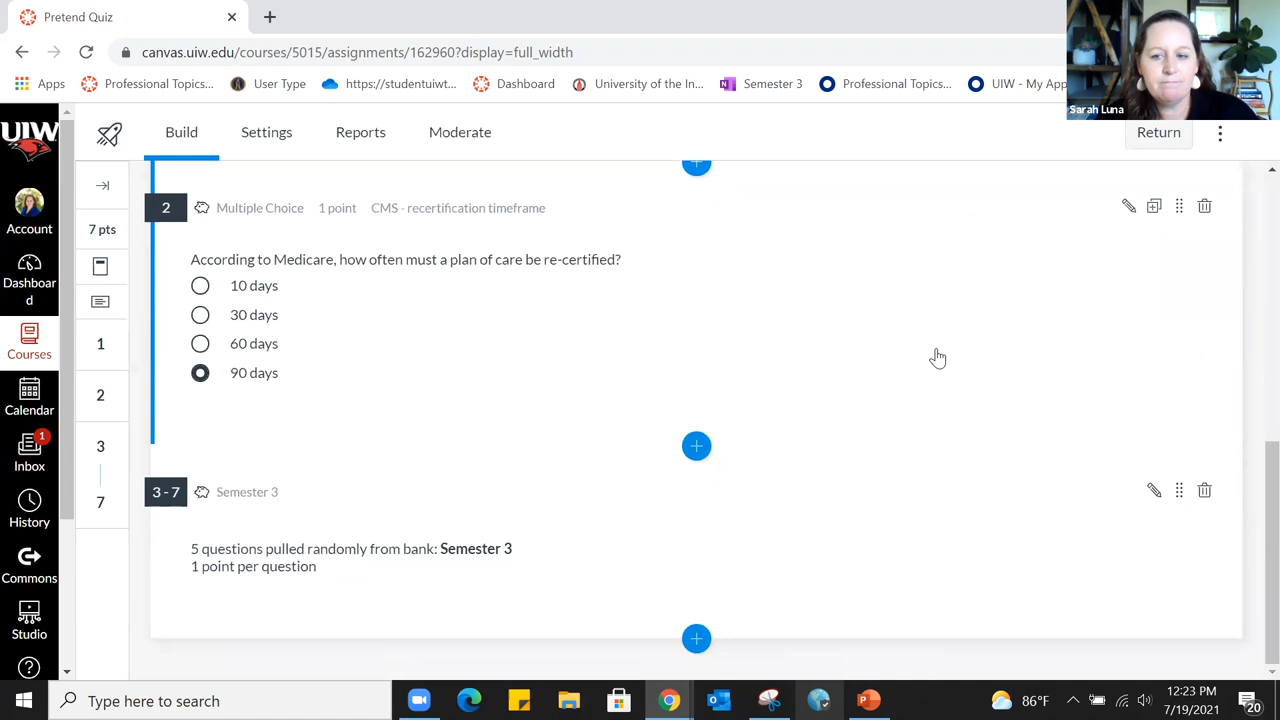 Pretend Quiz
canvas.uiw.edu/courses/5015/assignments/162960?display=full_width
Apps
Professional Topics...
User Type
https://studentuiwt...
Dashboard
University of the In...
Semester 3
Professional Topics...
UIW - My App
Sarah Luna
UIW
Build
Settings
Reports
Moderate
Return
Account
Dashboar
d
Courses
Calendar
1
Inbox
History
Commons
Studio
7 pts
1
2
3
7
2
Multiple Choice
1 point
CMS - recertification timeframe
According to Medicare, how often must a plan of care be re-certified?
10 days
30 days
60 days
90 days
3 - 7
Semester 3
5 questions pulled randomly from bank: Semester 3
1 point per question
Type here to search
86°F
12:23 PM
7/19/2021
20